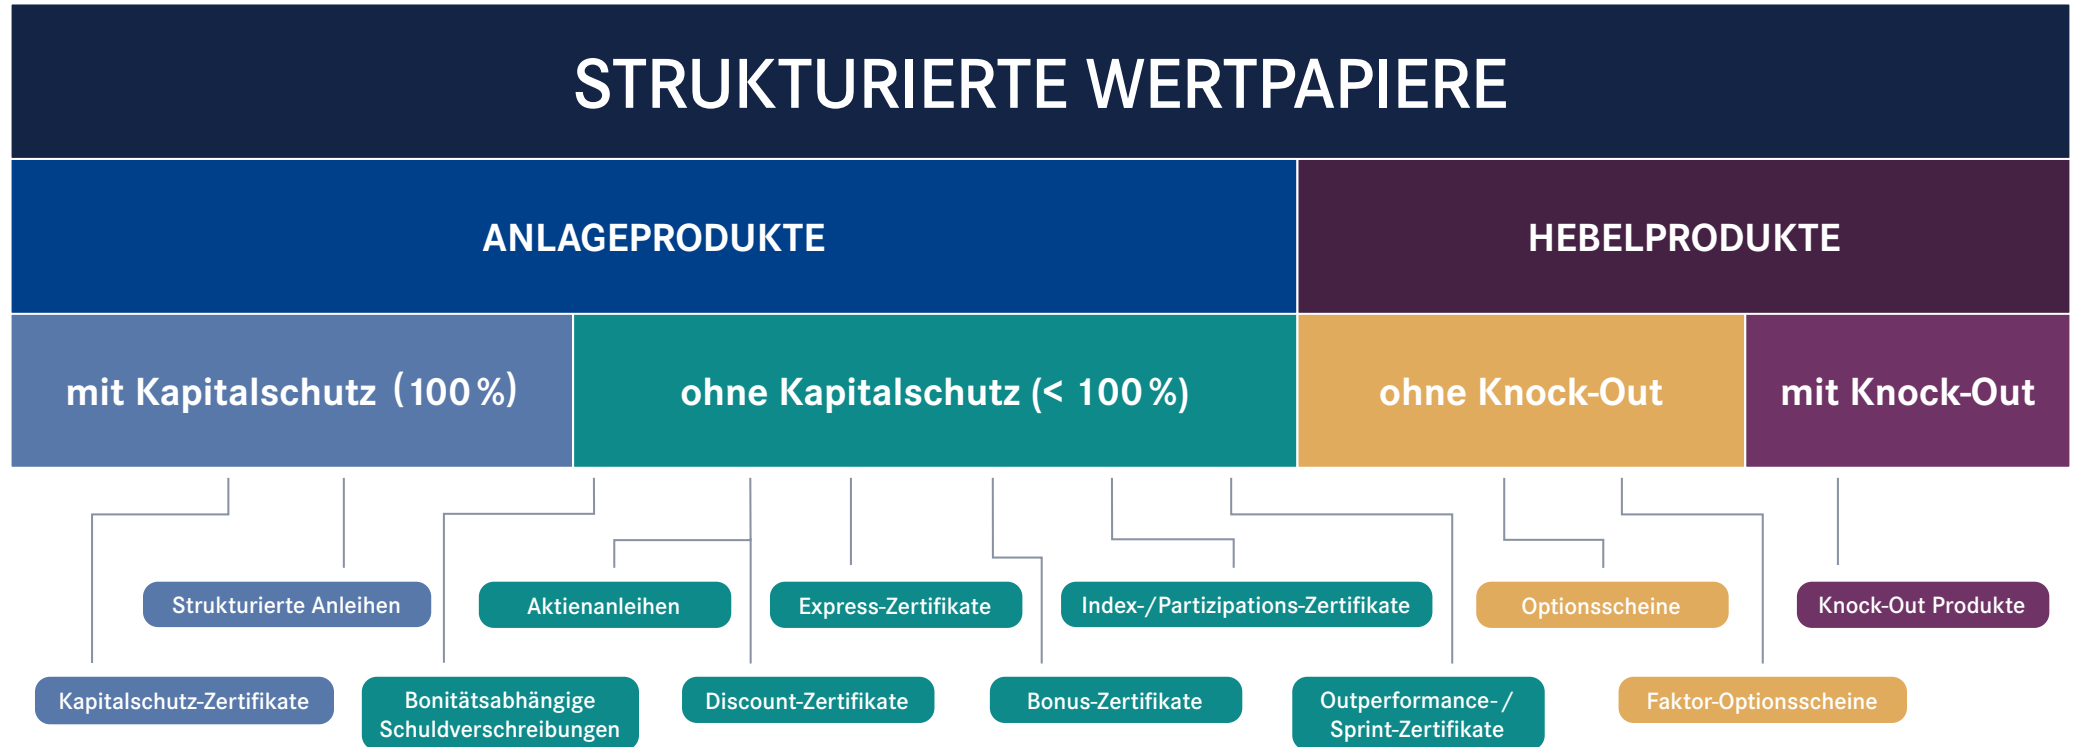 STRUKTURIERTE WERTPAPIERE
ANLAGEPRODUKTE
HEBELPRODUKTE
mit Kapitalschutz (100 %)
ohne Kapitalschutz (< 100 %)
ohne Knock-Out
mit Knock-Out
Strukturierte Anleihen
Aktienanleihen
Express-Zertifikate
Index-/Partizipations-Zertifikate
Optionsscheine
Knock-Out Produkte
Kapitalschutz-Zertifikate
Bonitätsabhängige
Schuldverschreibungen
Discount-Zertifikate
Bonus-Zertifikate
Outperformance-/
Sprint-Zertifikate
Faktor-Optionsscheine